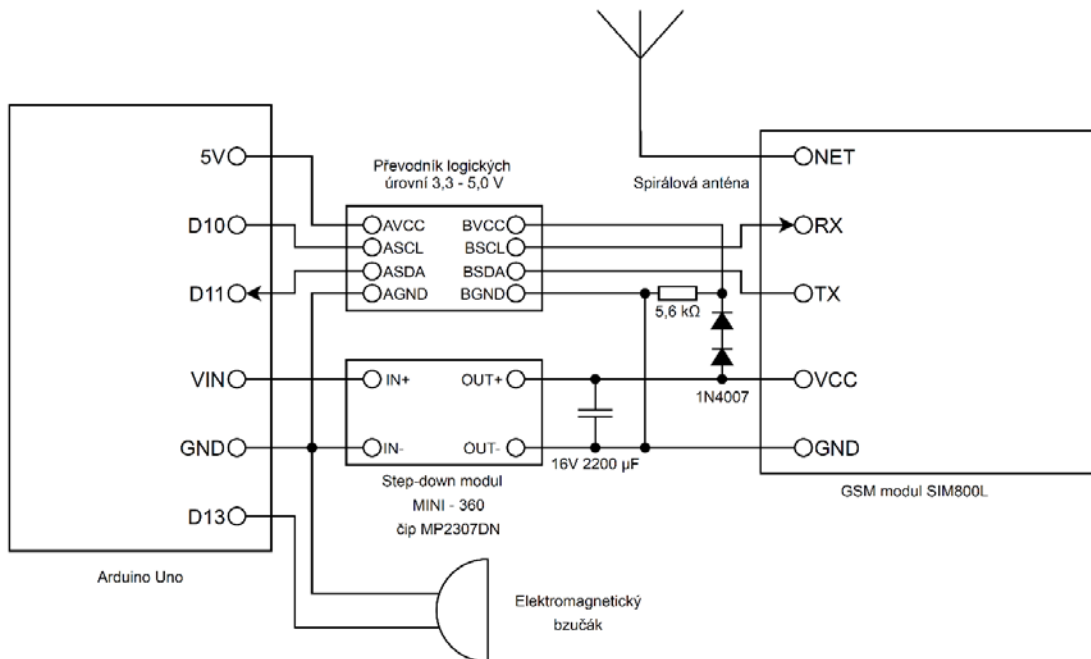 5V
D10
D11
VIN
GND
D13
Arduino Uno
Převodník logických
úrovní 3,3 - 5,0 V
AVCC
BVCC
ASCL
BSCL
ASDA
BSDA
AGND
BGND
IN+
OUT+
IN-
OUT-
Step-down modul
MINI - 360
čip MP2307DN
Elektromagnetický
bzučák
16V 2200 µF
5,6 kΩ
1N4007
Spirálová anténa
NET
RX
TX
VCC
GND
GSM modul SIM800L